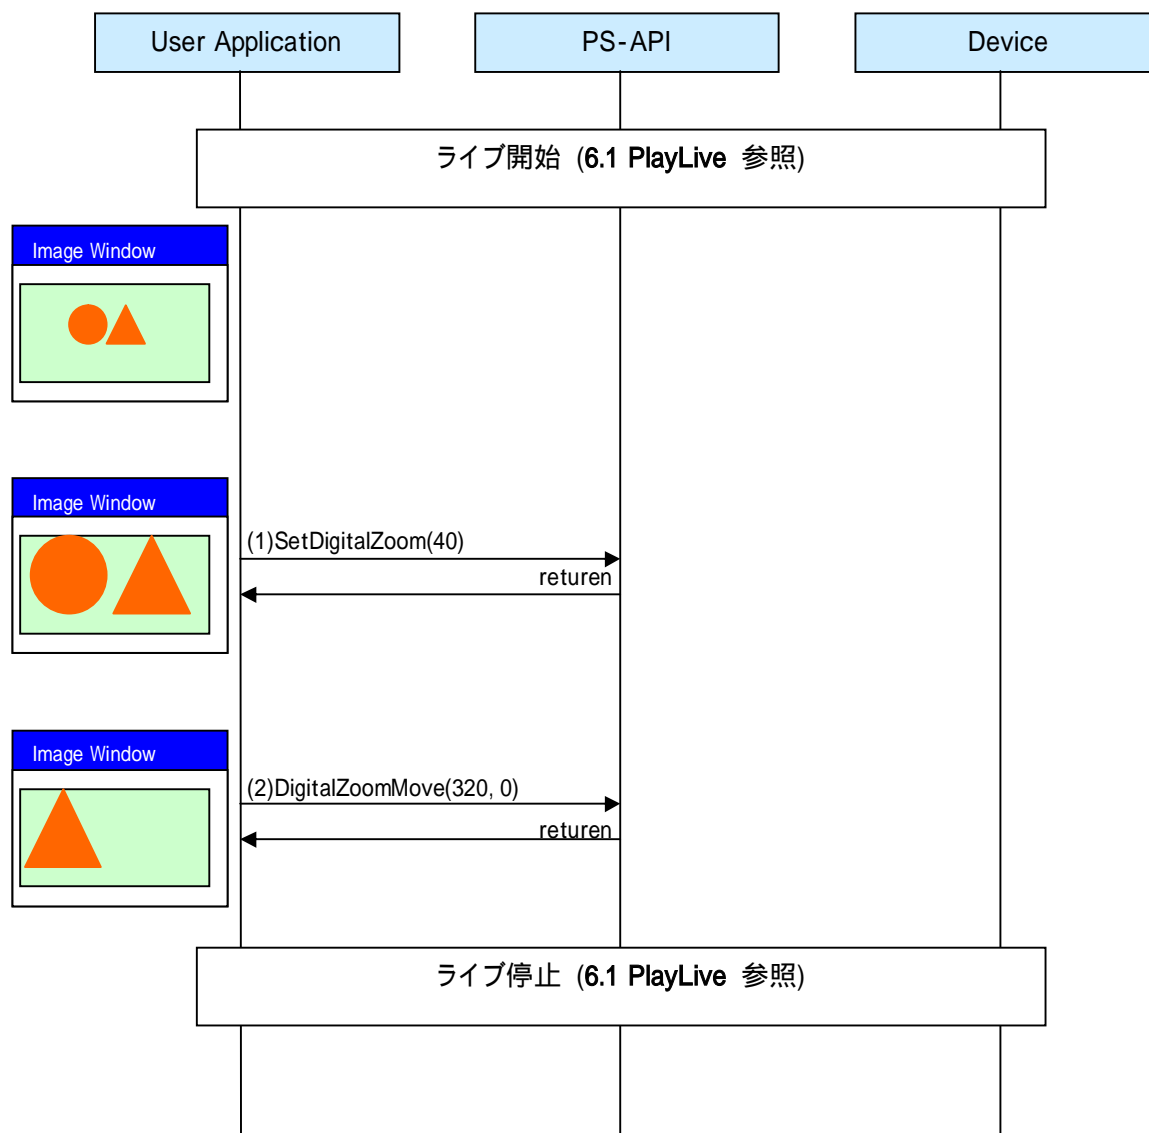 User Application
PS-API
Device
ライブ開始 (6.1 PlayLive 参照)
Image Window
Image Window
(1)SetDigitalZoom(40)
returen
Image Window
(2)DigitalZoomMove(320, 0)
returen
ライブ停止 (6.1 PlayLive 参照)